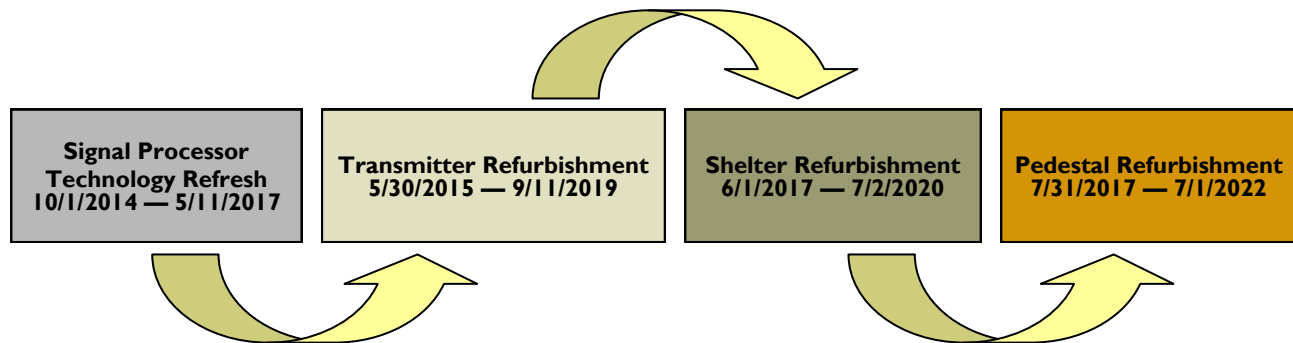 Signal Processor
Technology Refresh
10/1/2014 — 5/11/2017
Transmitter Refurbishment
5/30/2015 — 9/11/2019
Shelter Refurbishment
6/1/2017 — 7/2/2020
Pedestal Refurbishment
7/31/2017 — 7/1/2022